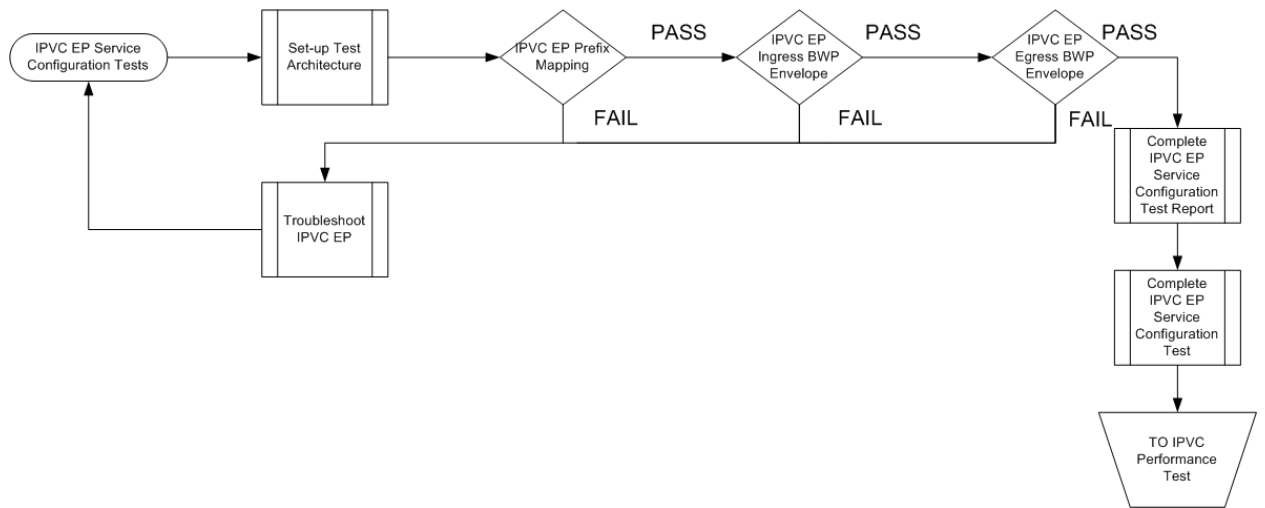 IPVC EP Service
Configuration Tests
Set-up Test
Architecture
IPVC EP Prefix
Mapping
PASS
IPVC EP
Ingress BWP
Envelope
PASS
IPVC EP
Egress BWP
Envelope
PASS
FAIL
FAIL
FAIL
Troubleshoot
IPVC EP
Complete
IPVC EP
Service
Configuration
Test Report
Complete
IPVC EP
Service
Configuration
Test
TO IPVC
Performance
Test